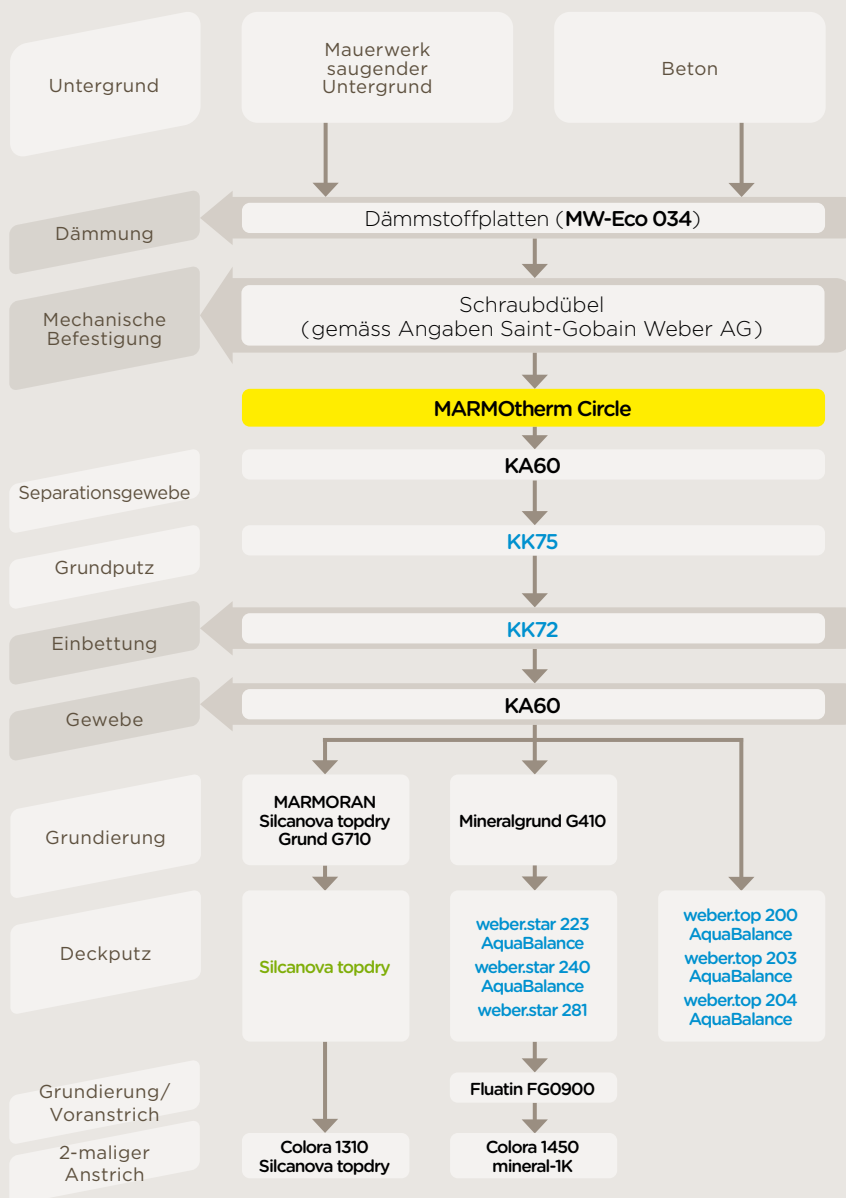 Untergrund
Mauerwerk
saugender
Untergrund
Beton
Dämmung
Dämmstoffplatten (MW-Eco 034)
Mechanische
Befestigung
Schraubdübel
(gemäss Angaben Saint-Gobain Weber AG)
MARMOtherm Circle
Separationsgewebe
KA60
Grundputz
KK75
Einbettung
KK72
Gewebe
KA60
Grundierung
MARMORAN
Silcanova topdry
Grund G710
Mineralgrund G410
Deckputz
Silcanova topdry
weber.star 223
AquaBalance
weber.star 240
AquaBalance
weber.star 281
weber.top 200
AquaBalance
weber.top 203
AquaBalance
weber.top 204
AquaBalance
Grundierung/
Voranstrich
Fluatin FG0900
2-maliger
Anstrich
Colora 1310
Silcanova topdry
Colora 1450
mineral-1K